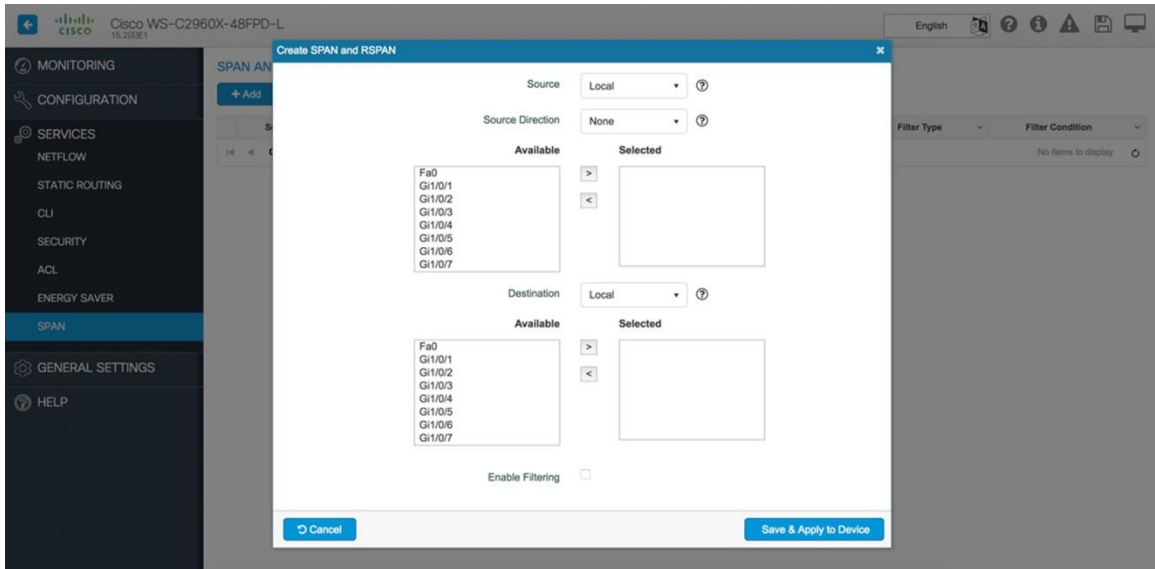 CISCO
Cisco WS-C2960X-48FPD-L
15.2(6)E1
English
MONITORING
CONFIGURATION
SERVICES
NETFLOW
STATIC ROUTING
CLI
SECURITY
ACL
ENERGY SAVER
SPAN
GENERAL SETTINGS
HELP
SPAN AN
+ Add
S
Filter Type
Filter Condition
No items to display
Create SPAN and RSPAN
Source
Local
Source Direction
None
Available
Selected
Fa0
Gi1/0/1
Gi1/0/2
Gi1/0/3
Gi1/0/4
Gi1/0/5
Gi1/0/6
Gi1/0/7
>
<
Destination
Local
Available
Selected
Fa0
Gi1/0/1
Gi1/0/2
Gi1/0/3
Gi1/0/4
Gi1/0/5
Gi1/0/6
Gi1/0/7
>
<
Enable Filtering
Cancel
Save & Apply to Device